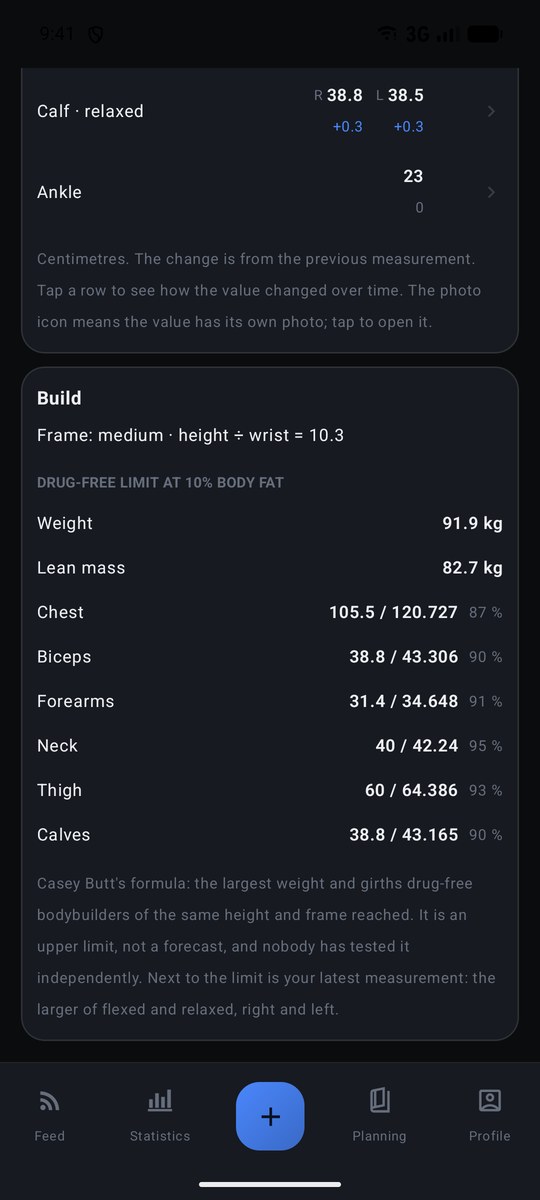 9:41 3G
Calf · relaxed R 38.8 L 38.5
+0.3 +0.3
Ankle 23
0
Centimetres. The change is from the previous measurement.
Tap a row to see how the value changed over time. The photo
icon means the value has its own photo; tap to open it.
Build
Frame: medium · height ÷ wrist = 10.3
DRUG-FREE LIMIT AT 10% BODY FAT
Weight 91.9 kg
Lean mass 82.7 kg
Chest 105.5 / 120.727 87 %
Biceps 38.8 / 43.306 90 %
Forearms 31.4 / 34.648 91 %
Neck 40 / 42.24 95 %
Thigh 60 / 64.386 93 %
Calves 38.8 / 43.165 90 %
Casey Butt's formula: the largest weight and girths drug-free
bodybuilders of the same height and frame reached. It is an
upper limit, not a forecast, and nobody has tested it
independently. Next to the limit is your latest measurement: the
larger of flexed and relaxed, right and left.
Feed Statistics + Planning Profile